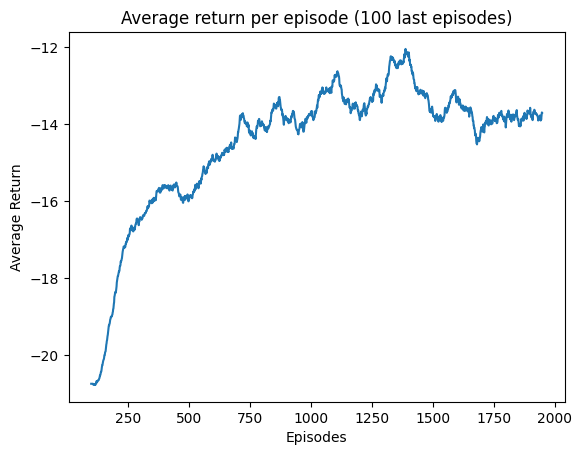 Average return per episode (100 last episodes)
−12
−14
−16
−18
−20
Average Return
250 500 750 1000 1250 1500 1750 2000
Episodes